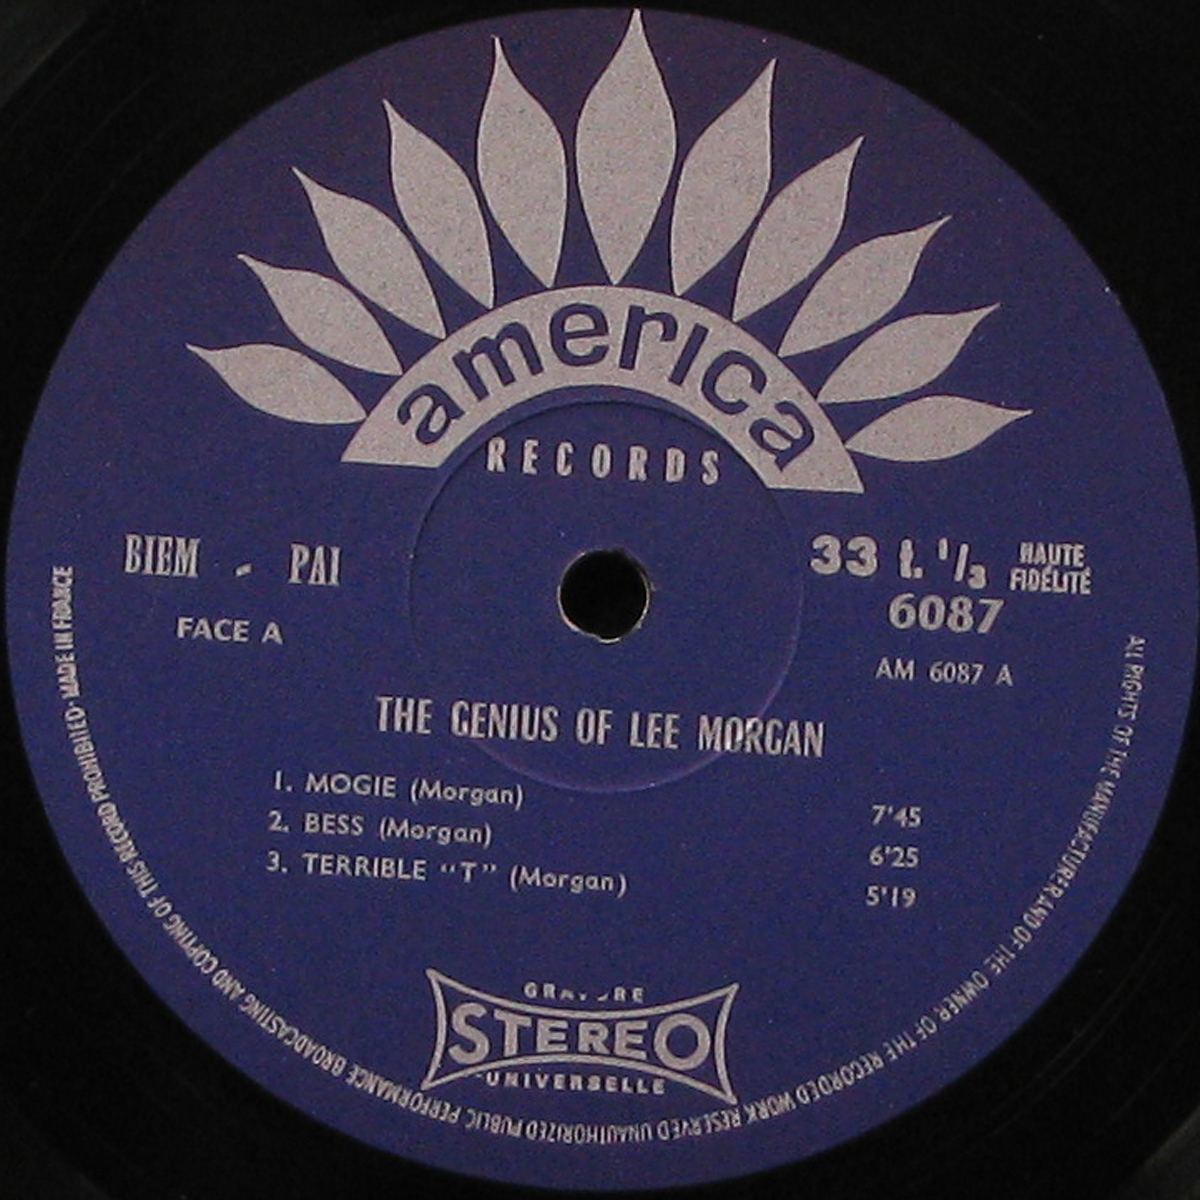 america
RECORDS
BIEM - PAI
33 t. 1/3 HAUTE FIDÉLITÉ
6087
FACE A
AM 6087 A
THE GENIUS OF LEE MORGAN
1. MOGIE (Morgan) 7'45
2. BESS (Morgan) 6'25
3. TERRIBLE "T" (Morgan) 5'19
STEREO
UNIVERSELLE
ALL RIGHTS OF THE MANUFACTURER AND OF THE OWNER OF THE RECORDED WORK RESERVED UNAUTHORIZED PUBLIC PERFORMANCE BROADCASTING AND COPYING OF THIS RECORD PROHIBITED · MADE IN FRANCE